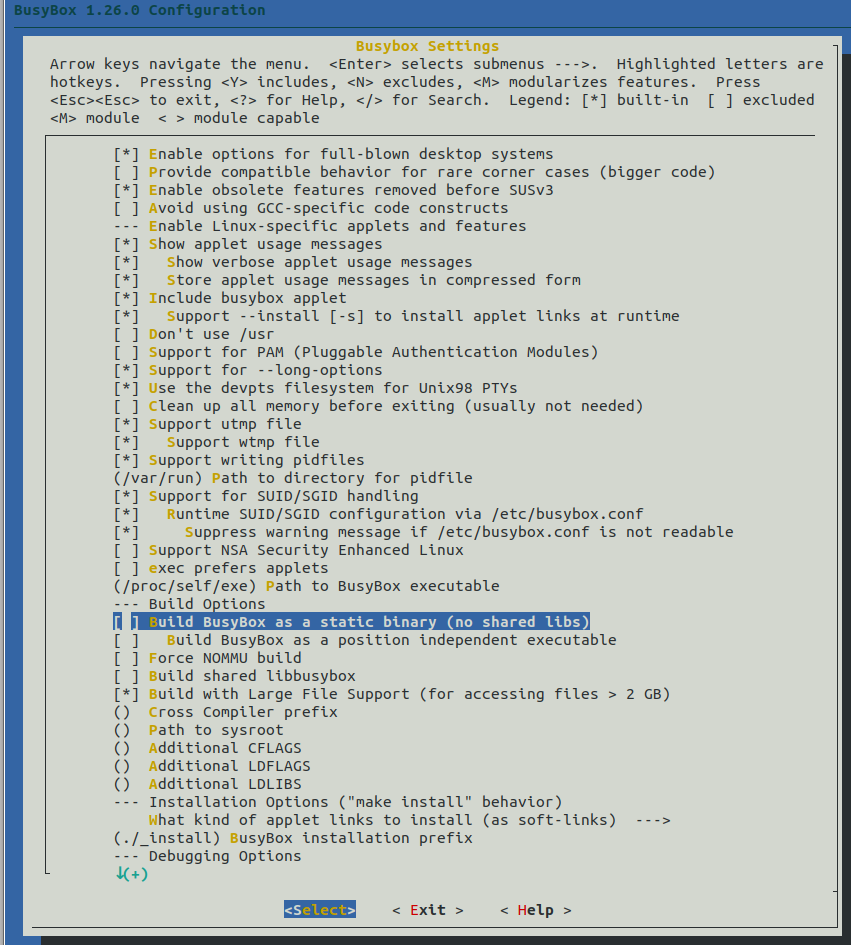 BusyBox 1.26.0 Configuration
Busybox Settings
Arrow keys navigate the menu.  <Enter> selects submenus --->.  Highlighted letters are
hotkeys.  Pressing <Y> includes, <N> excludes, <M> modularizes features.  Press
<Esc><Esc> to exit, <?> for Help, </> for Search.  Legend: [*] built-in  [ ] excluded
<M> module  < > module capable
[*] Enable options for full-blown desktop systems
[ ] Provide compatible behavior for rare corner cases (bigger code)
[*] Enable obsolete features removed before SUSv3
[ ] Avoid using GCC-specific code constructs
--- Enable Linux-specific applets and features
[*] Show applet usage messages
[*]   Show verbose applet usage messages
[*]   Store applet usage messages in compressed form
[*] Include busybox applet
[*]   Support --install [-s] to install applet links at runtime
[ ] Don't use /usr
[ ] Support for PAM (Pluggable Authentication Modules)
[*] Support for --long-options
[*] Use the devpts filesystem for Unix98 PTYs
[ ] Clean up all memory before exiting (usually not needed)
[*] Support utmp file
[*]   Support wtmp file
[*] Support writing pidfiles
(/var/run) Path to directory for pidfile
[*] Support for SUID/SGID handling
[*]   Runtime SUID/SGID configuration via /etc/busybox.conf
[*]     Suppress warning message if /etc/busybox.conf is not readable
[ ] Support NSA Security Enhanced Linux
[ ] exec prefers applets
(/proc/self/exe) Path to BusyBox executable
--- Build Options
[ ] Build BusyBox as a static binary (no shared libs)
[ ]   Build BusyBox as a position independent executable
[ ] Force NOMMU build
[ ] Build shared libbusybox
[*] Build with Large File Support (for accessing files > 2 GB)
()  Cross Compiler prefix
()  Path to sysroot
()  Additional CFLAGS
()  Additional LDFLAGS
()  Additional LDLIBS
--- Installation Options ("make install" behavior)
    What kind of applet links to install (as soft-links)  --->
(./_install) BusyBox installation prefix
--- Debugging Options
↓(+)
<Select>    < Exit >    < Help >